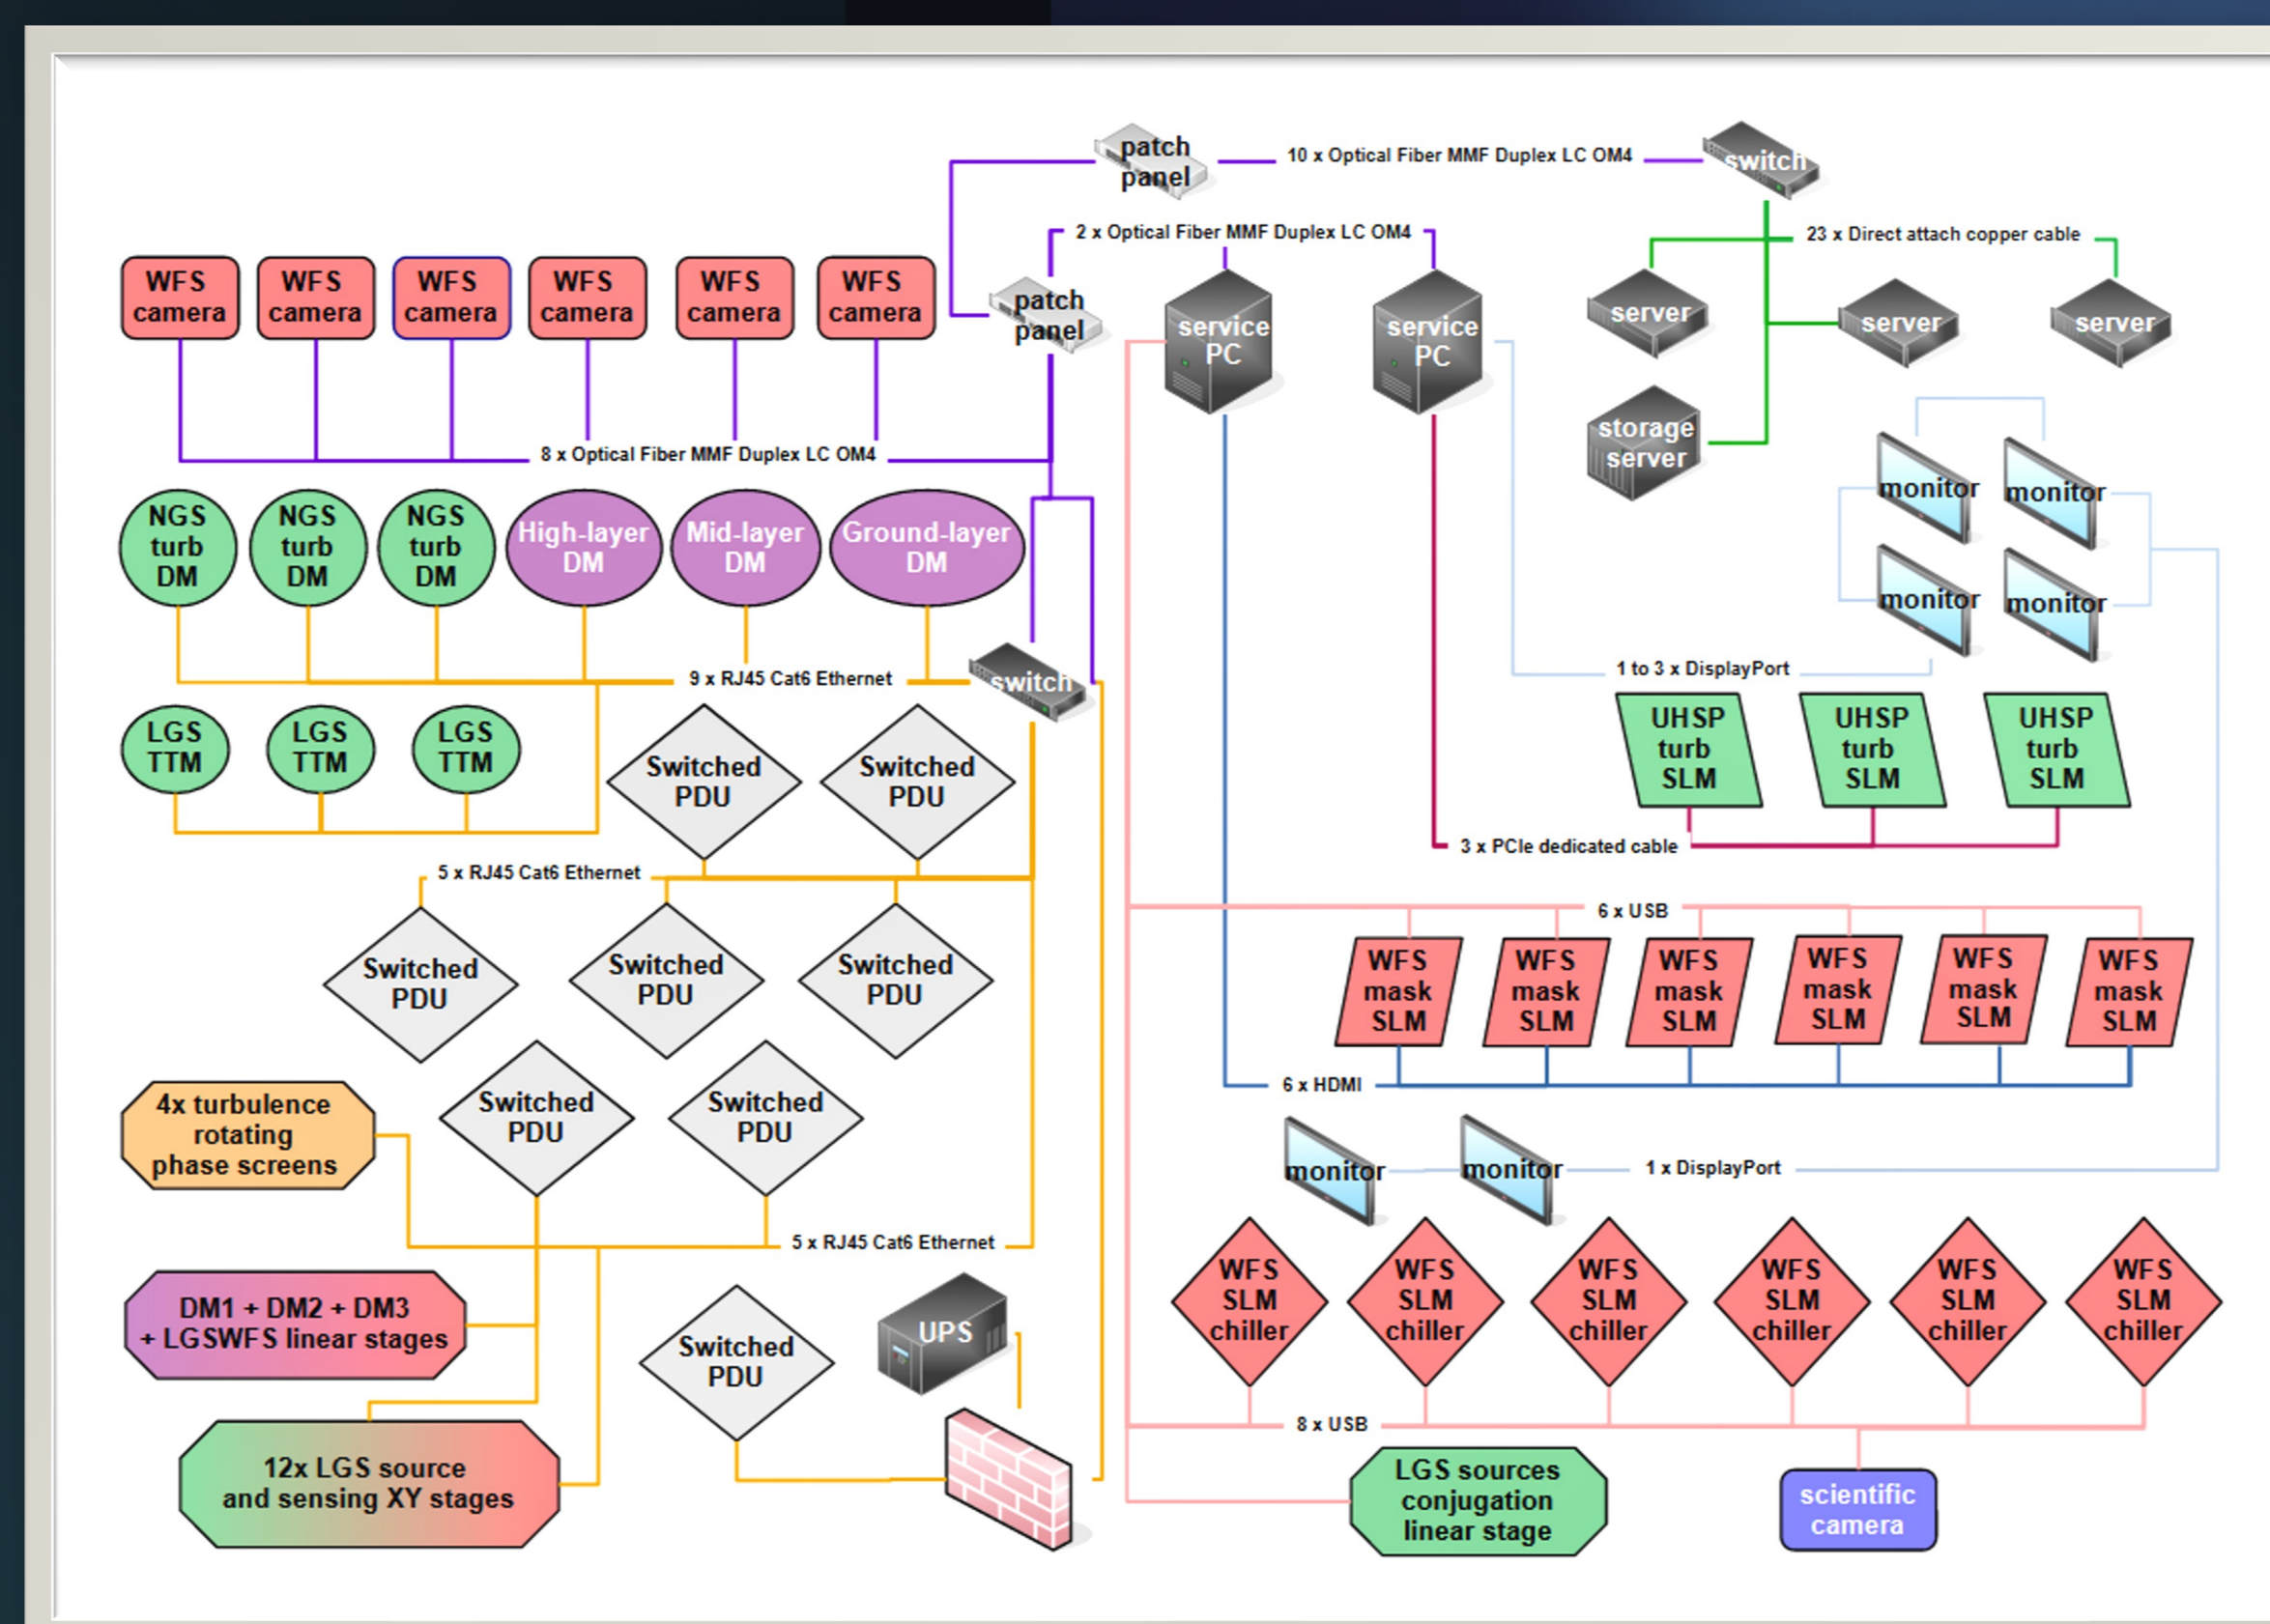 patch
panel
10 x Optical Fiber MMF Duplex LC OM4
switch
2 x Optical Fiber MMF Duplex LC OM4
23 x Direct attach copper cable
WFS
camera
WFS
camera
WFS
camera
WFS
camera
WFS
camera
WFS
camera
patch
panel
service
PC
service
PC
server
server
server
storage
server
8 x Optical Fiber MMF Duplex LC OM4
monitor
monitor
monitor
monitor
NGS
turb
DM
NGS
turb
DM
NGS
turb
DM
High-layer
DM
Mid-layer
DM
Ground-layer
DM
9 x RJ45 Cat6 Ethernet
switch
1 to 3 x DisplayPort
LGS
TTM
LGS
TTM
LGS
TTM
Switched
PDU
Switched
PDU
UHSP
turb
SLM
UHSP
turb
SLM
UHSP
turb
SLM
3 x PCIe dedicated cable
5 x RJ45 Cat6 Ethernet
6 x USB
Switched
PDU
Switched
PDU
Switched
PDU
WFS
mask
SLM
WFS
mask
SLM
WFS
mask
SLM
WFS
mask
SLM
WFS
mask
SLM
WFS
mask
SLM
6 x HDMI
4x turbulence
rotating
phase screens
Switched
PDU
Switched
PDU
monitor
monitor
1 x DisplayPort
5 x RJ45 Cat6 Ethernet
DM1 + DM2 + DM3
+ LGSWFS linear stages
Switched
PDU
UPS
WFS
SLM
chiller
WFS
SLM
chiller
WFS
SLM
chiller
WFS
SLM
chiller
WFS
SLM
chiller
WFS
SLM
chiller
8 x USB
12x LGS source
and sensing XY stages
LGS sources
conjugation
linear stage
scientific
camera